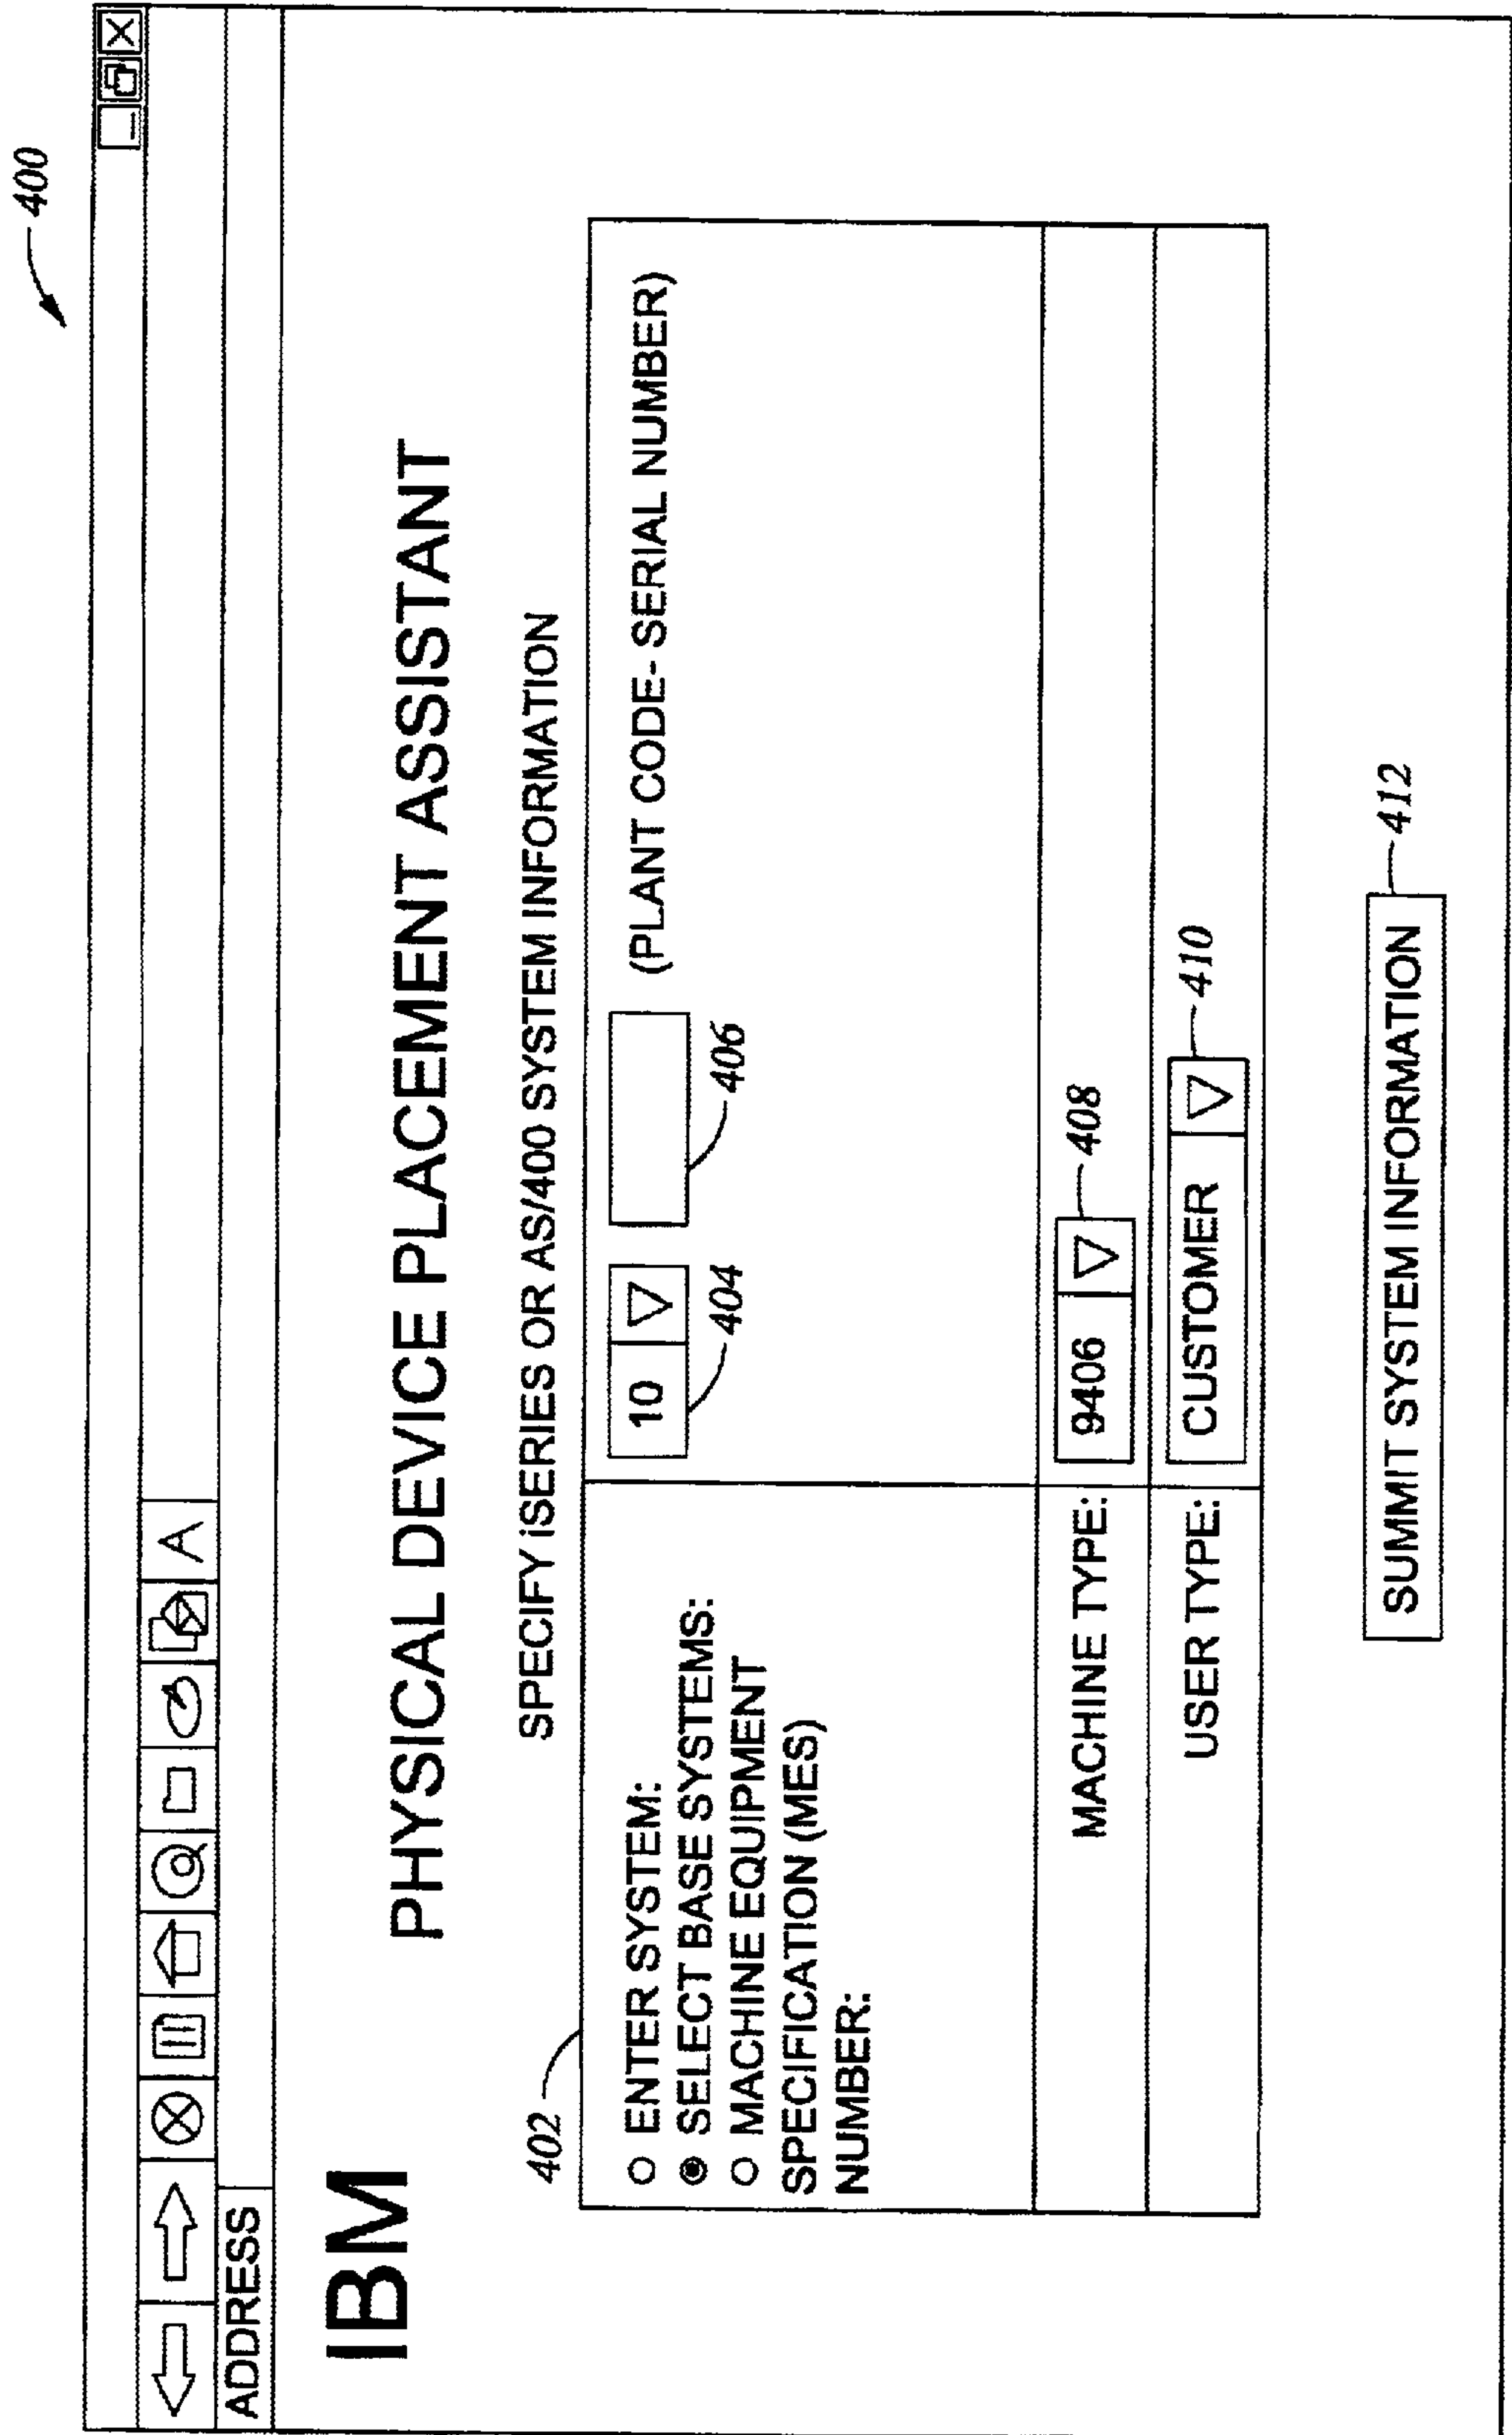 400
ADDRESS
IBM PHYSICAL DEVICE PLACEMENT ASSISTANT
SPECIFY iSERIES OR AS/400 SYSTEM INFORMATION
402
○ ENTER SYSTEM:
◉ SELECT BASE SYSTEMS:
○ MACHINE EQUIPMENT
SPECIFICATION (MES)
NUMBER:
10 ▽ (PLANT CODE- SERIAL NUMBER)
404 406
MACHINE TYPE: 9406 ▽ 408
USER TYPE: CUSTOMER ▽ 410
SUMMIT SYSTEM INFORMATION 412